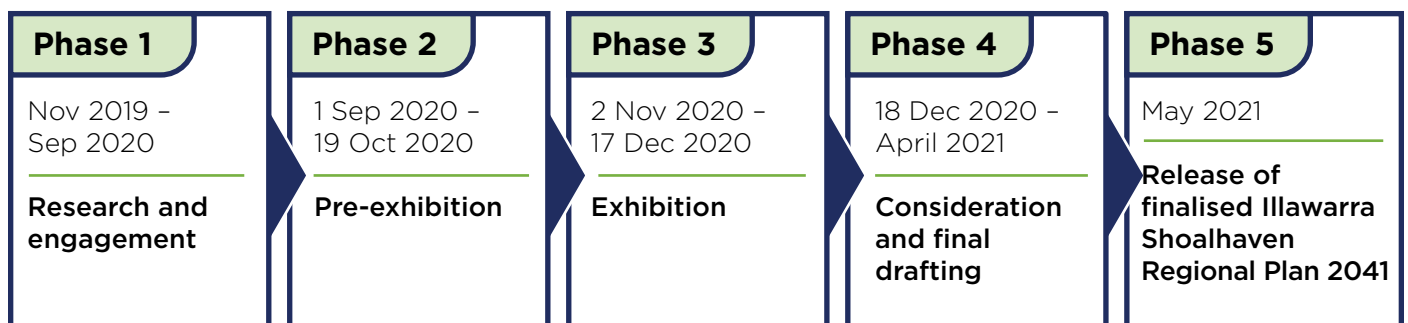 Phase 1
Nov 2019 –
Sep 2020
Research and
engagement
Phase 2
1 Sep 2020 –
19 Oct 2020
Pre-exhibition
Phase 3
2 Nov 2020 –
17 Dec 2020
Exhibition
Phase 4
18 Dec 2020 –
April 2021
Consideration
and final
drafting
Phase 5
May 2021
Release of
finalised Illawarra
Shoalhaven
Regional Plan 2041